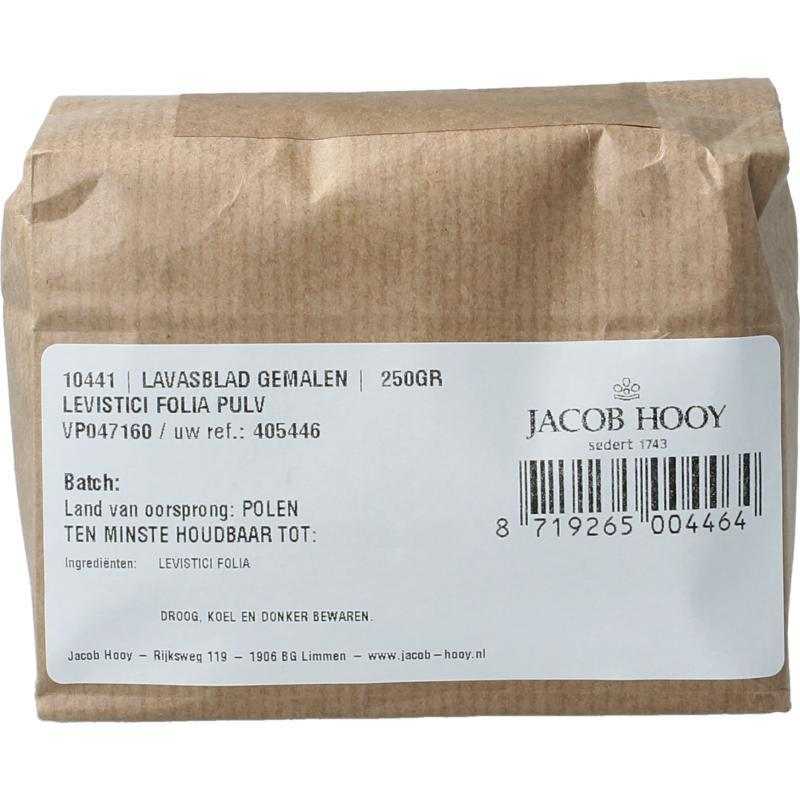 10441 | LAVASBLAD GEMALEN | 250GR
LEVISTICI FOLIA PULV
VP047160 / uw ref.: 405446
JACOB HOOY
sedert 1743
Batch:
Land van oorsprong: POLEN
TEN MINSTE HOUDBAAR TOT:
8 719265 004464
Ingrediënten: LEVISTICI FOLIA
DROOG, KOEL EN DONKER BEWAREN.
Jacob Hooy – Rijksweg 119 – 1906 BG Limmen – www.jacob-hooy.nl